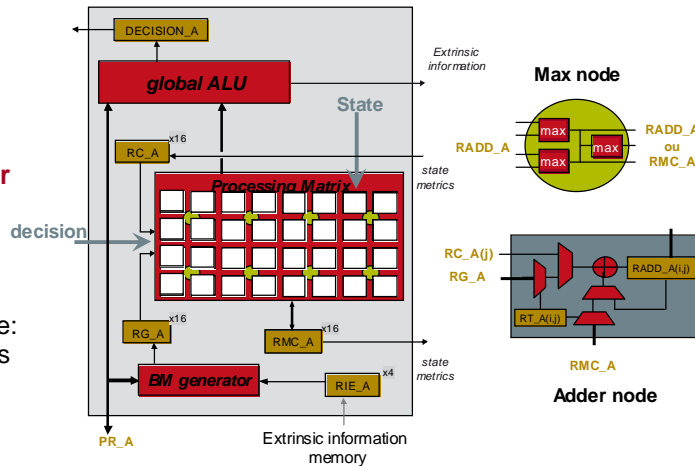 DECISION_A
global ALU
Extrinsic
information
State
x16
RC_A
state
metrics
r
Processing Matrix
decision
e:
s
x16
RG_A
RMC_A
x16
state
metrics
BM generator
RIE_A
x4
PR_A
Extrinsic information
memory
Max node
RADD_A
max
max
max
RADD_A
ou
RMC_A
RC_A(j)
RG_A
RADD_A(i,j)
RT_A(i,j)
RMC_A
Adder node